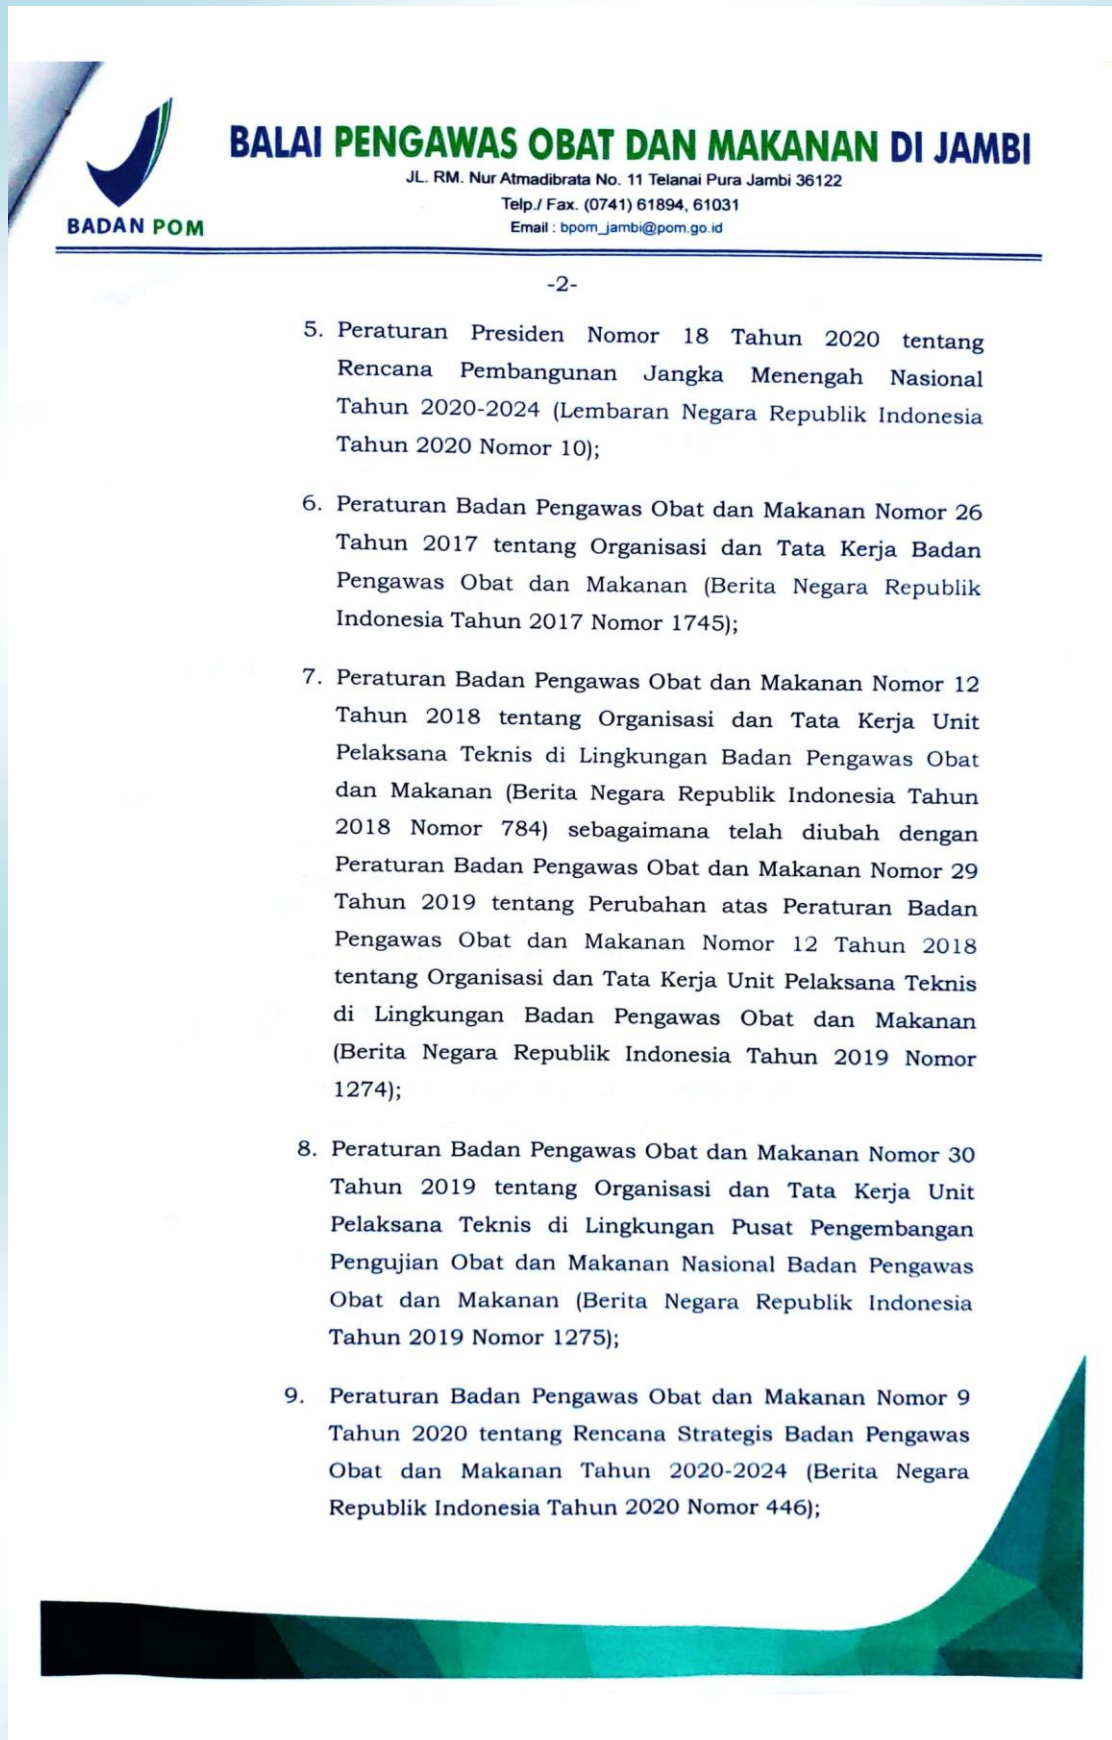 BALAI PENGAWAS OBAT DAN MAKANAN DI JAMBI
JL. RM. Nur Atmadibrata No. 11 Telanai Pura Jambi 36122
Telp./ Fax. (0741) 61894, 61031
Email : bpom_jambi@pom.go.id
BADAN POM
-2-
5. Peraturan Presiden Nomor 18 Tahun 2020 tentang
Rencana Pembangunan Jangka Menengah Nasional
Tahun 2020-2024 (Lembaran Negara Republik Indonesia
Tahun 2020 Nomor 10);
6. Peraturan Badan Pengawas Obat dan Makanan Nomor 26
Tahun 2017 tentang Organisasi dan Tata Kerja Badan
Pengawas Obat dan Makanan (Berita Negara Republik
Indonesia Tahun 2017 Nomor 1745);
7. Peraturan Badan Pengawas Obat dan Makanan Nomor 12
Tahun 2018 tentang Organisasi dan Tata Kerja Unit
Pelaksana Teknis di Lingkungan Badan Pengawas Obat
dan Makanan (Berita Negara Republik Indonesia Tahun
2018 Nomor 784) sebagaimana telah diubah dengan
Peraturan Badan Pengawas Obat dan Makanan Nomor 29
Tahun 2019 tentang Perubahan atas Peraturan Badan
Pengawas Obat dan Makanan Nomor 12 Tahun 2018
tentang Organisasi dan Tata Kerja Unit Pelaksana Teknis
di Lingkungan Badan Pengawas Obat dan Makanan
(Berita Negara Republik Indonesia Tahun 2019 Nomor
1274);
8. Peraturan Badan Pengawas Obat dan Makanan Nomor 30
Tahun 2019 tentang Organisasi dan Tata Kerja Unit
Pelaksana Teknis di Lingkungan Pusat Pengembangan
Pengujian Obat dan Makanan Nasional Badan Pengawas
Obat dan Makanan (Berita Negara Republik Indonesia
Tahun 2019 Nomor 1275);
9. Peraturan Badan Pengawas Obat dan Makanan Nomor 9
Tahun 2020 tentang Rencana Strategis Badan Pengawas
Obat dan Makanan Tahun 2020-2024 (Berita Negara
Republik Indonesia Tahun 2020 Nomor 446);